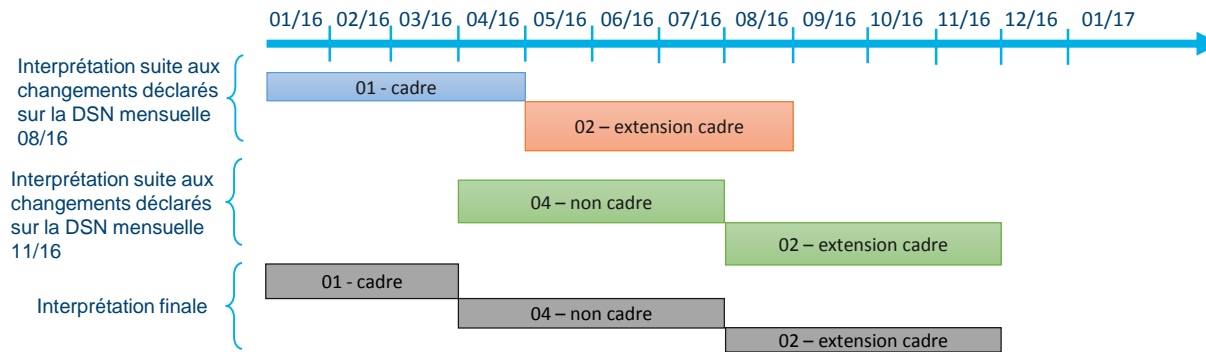 01/16 02/16 03/16 04/16 05/16 06/16 07/16 08/16 09/16 10/16 11/16 12/16 01/17
Interprétation suite aux
changements déclarés
sur la DSN mensuelle
08/16
01 - cadre
02 – extension cadre
Interprétation suite aux
changements déclarés
sur la DSN mensuelle
11/16
04 – non cadre
02 – extension cadre
Interprétation finale
01 - cadre
04 – non cadre
02 – extension cadre